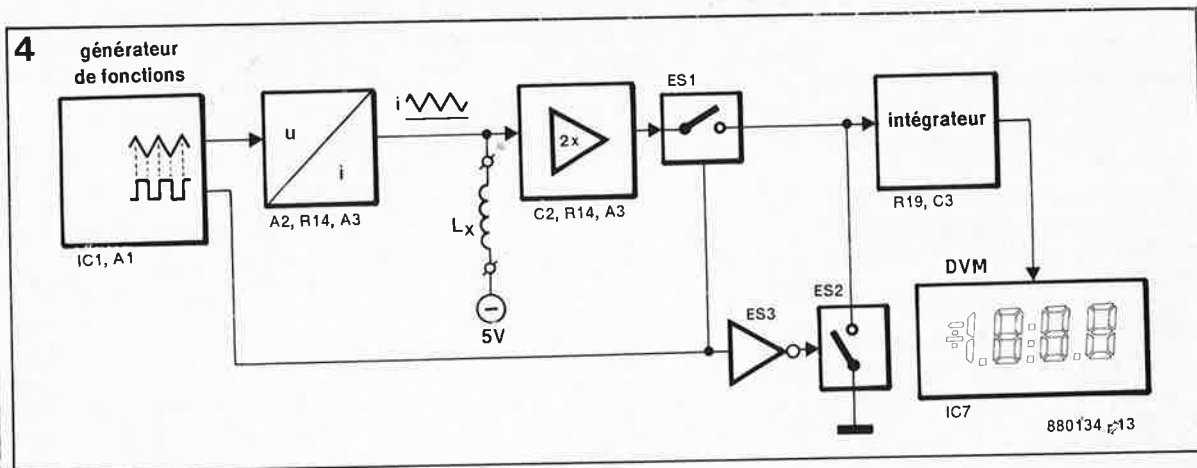 4
générateur
de fonctions
IC1, A1
u
i
A2, R14, A3
i
Lx
5V
2x
C2, R14, A3
ES1
intégrateur
R19, C3
ES3
ES2
DVM
IC7
880134
13